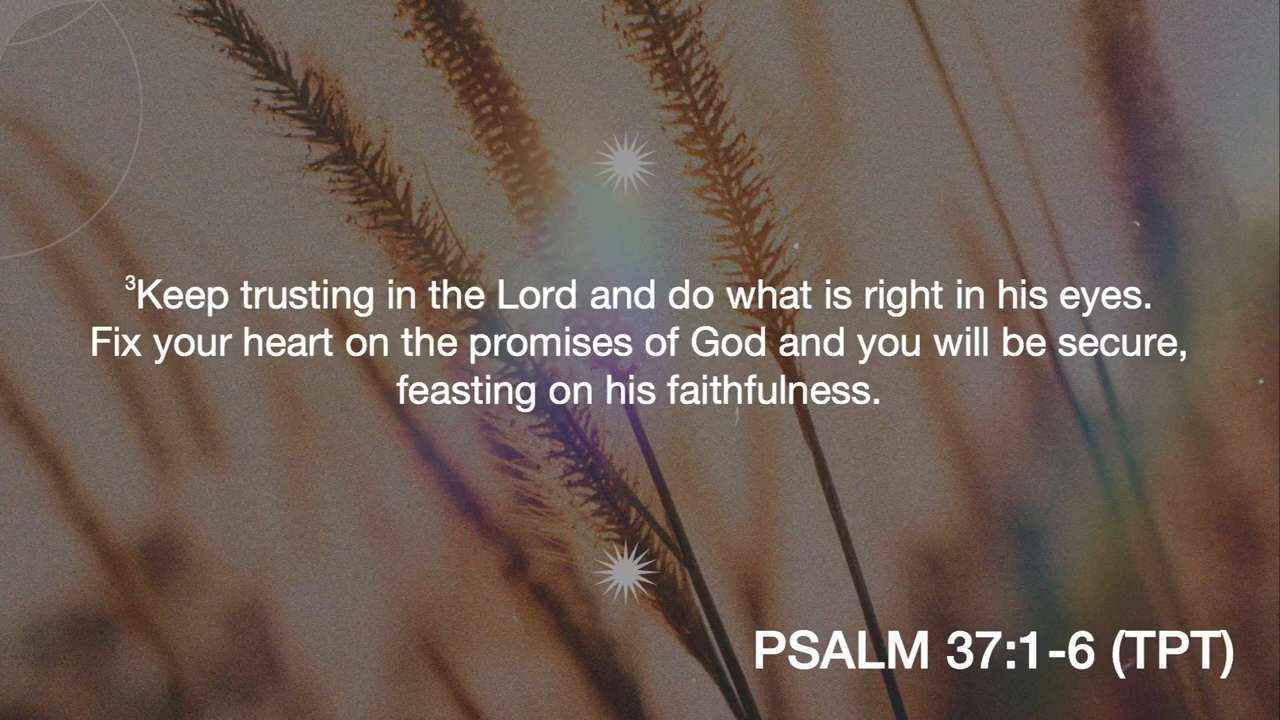 ³Keep trusting in the Lord and do what is right in his eyes.
Fix your heart on the promises of God and you will be secure,
feasting on his faithfulness.
PSALM 37:1-6 (TPT)